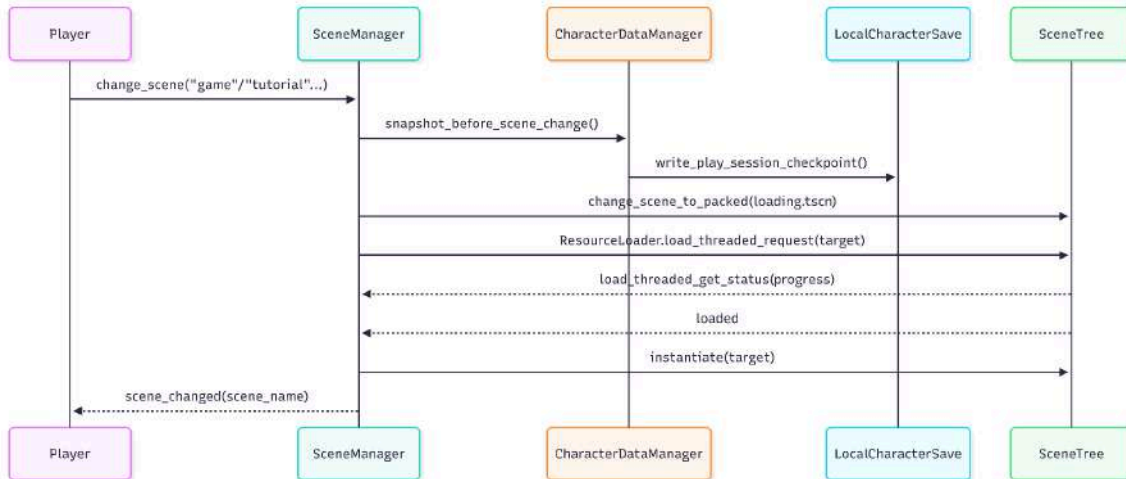 Player
SceneManager
CharacterDataManager
LocalCharacterSave
SceneTree
change_scene("game"/"tutorial"...)
snapshot_before_scene_change()
write_play_session_checkpoint()
change_scene_to_packed(loading.tscn)
ResourceLoader.load_threaded_request(target)
load_threaded_get_status(progress)
loaded
instantiate(target)
scene_changed(scene_name)
Player
SceneManager
CharacterDataManager
LocalCharacterSave
SceneTree